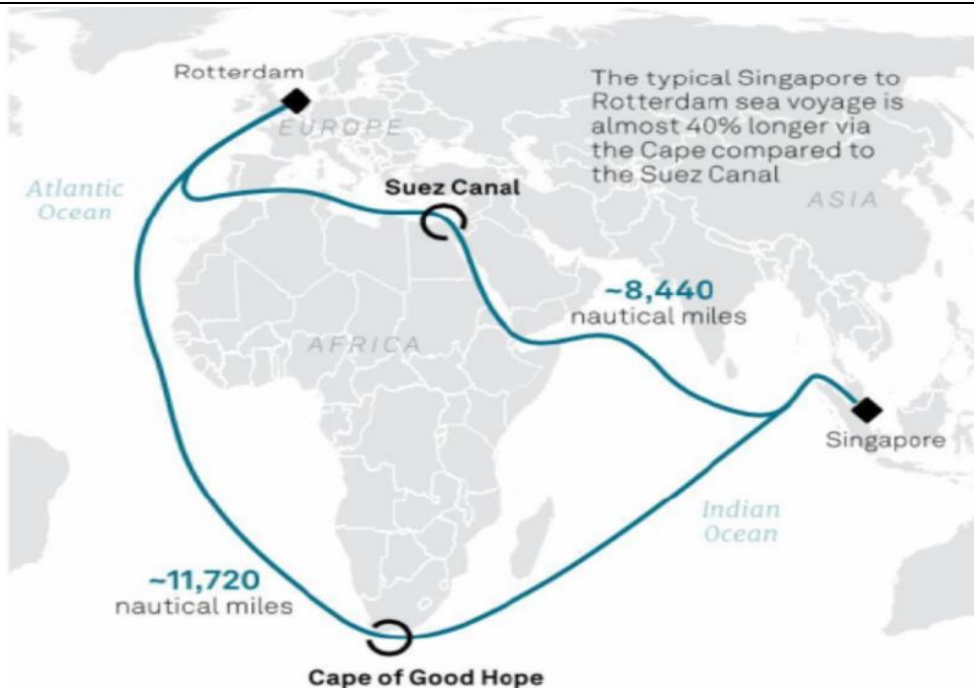 Rotterdam
The typical Singapore to
Rotterdam sea voyage is
almost 40% longer via
the Cape compared to
the Suez Canal
EUROPE
Atlantic
Ocean
Suez Canal
ASIA
~8,440
nautical miles
AFRICA
Singapore
Indian
Ocean
~11,720
nautical miles
Cape of Good Hope